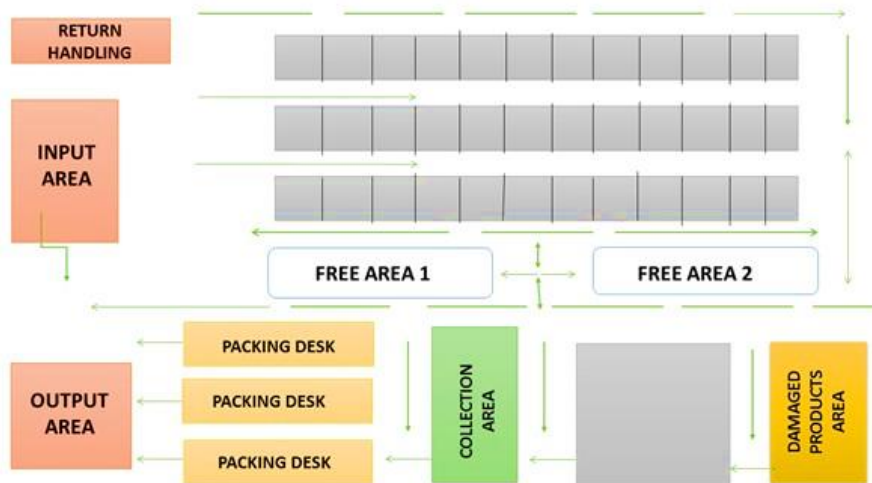 RETURN
HANDLING
INPUT
AREA
FREE AREA 1
FREE AREA 2
PACKING DESK
PACKING DESK
PACKING DESK
OUTPUT
AREA
COLLECTION
AREA
DAMAGED
PRODUCTS
AREA